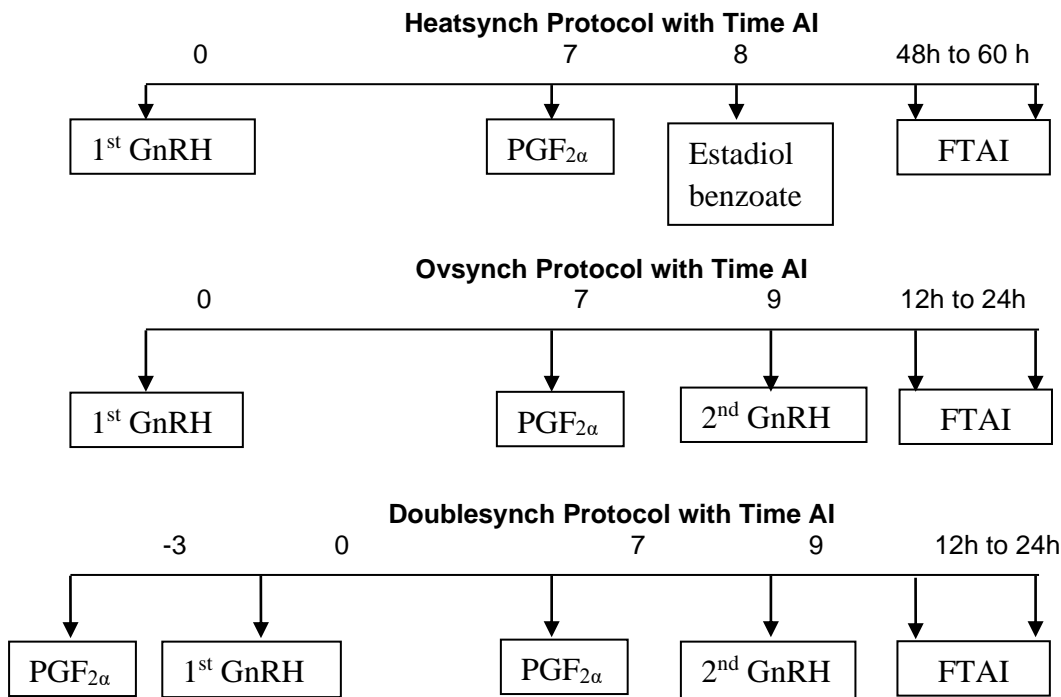 Heatsynch Protocol with Time AI
0 7 8 48h to 60 h
1st GnRH PGF2α Estadiol benzoate FTAI
Ovsynch Protocol with Time AI
0 7 9 12h to 24h
1st GnRH PGF2α 2nd GnRH FTAI
Doublesynch Protocol with Time AI
-3 0 7 9 12h to 24h
PGF2α 1st GnRH PGF2α 2nd GnRH FTAI